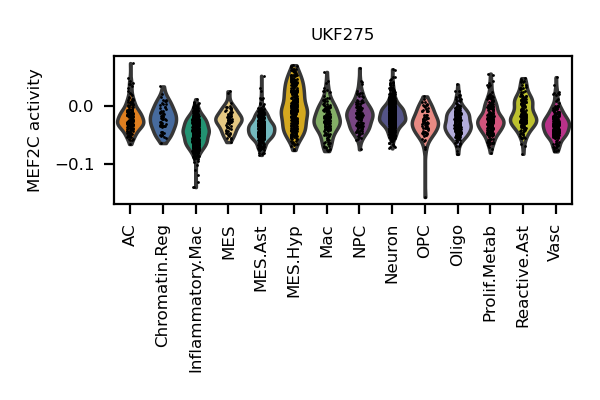 UKF275
MEF2C activity
0.0
−0.1
AC
Chromatin.Reg
Inflammatory.Mac
MES
MES.Ast
MES.Hyp
Mac
NPC
Neuron
OPC
Oligo
Prolif.Metab
Reactive.Ast
Vasc